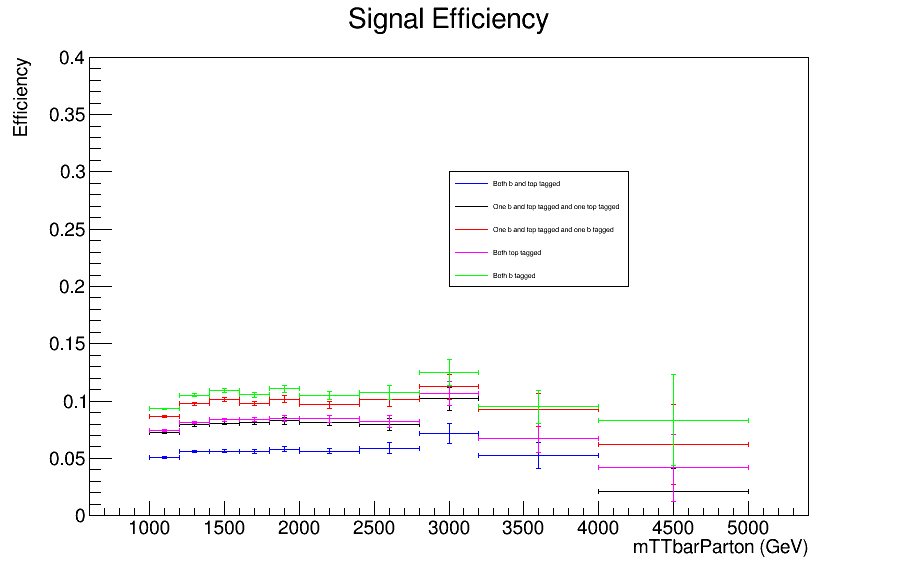 Signal Efficiency
Efficiency
0.4
0.35
0.3
0.25
0.2
0.15
0.1
0.05
0
Both b and top tagged
One b and top tagged and one top tagged
One b and top tagged and one b tagged
Both top tagged
Both b tagged
1000 1500 2000 2500 3000 3500 4000 4500 5000
mTTbarParton (GeV)